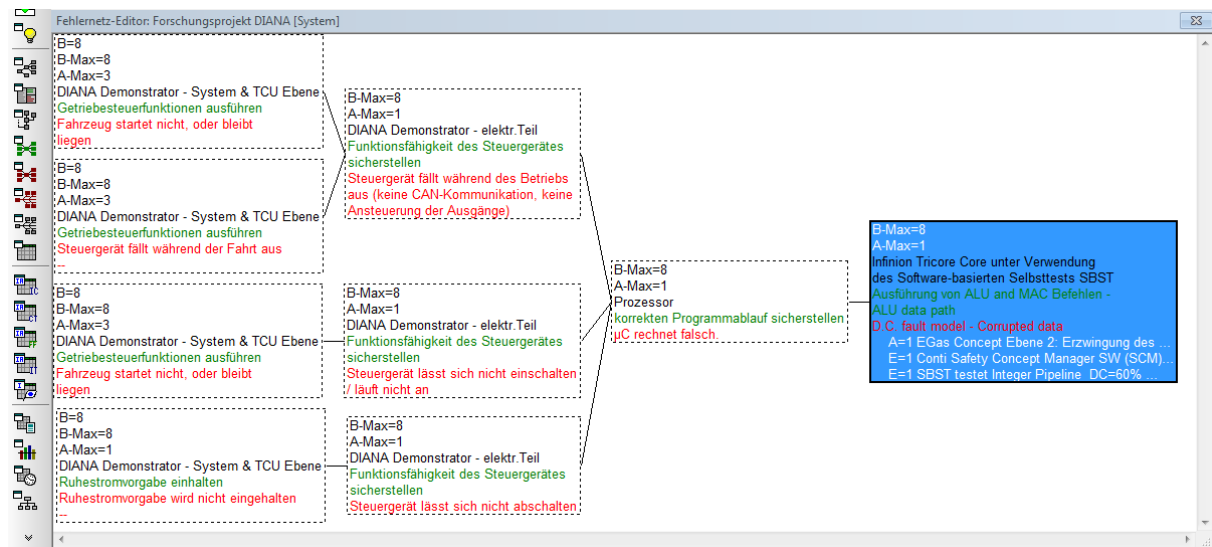 Fehlernetz-Editor: Forschungsprojekt DIANA [System]
B=8
B-Max=8
A-Max=3
DIANA Demonstrator - System & TCU Ebene
Getriebesteuerfunktionen ausführen
Fahrzeug startet nicht, oder bleibt
liegen
B=8
B-Max=8
A-Max=3
DIANA Demonstrator - System & TCU Ebene
Getriebesteuerfunktionen ausführen
Steuergerät fällt während der Fahrt aus
--
B=8
B-Max=8
A-Max=3
DIANA Demonstrator - System & TCU Ebene
Getriebesteuerfunktionen ausführen
Fahrzeug startet nicht, oder bleibt
liegen
B=8
B-Max=8
A-Max=1
DIANA Demonstrator - System & TCU Ebene
Ruhestromvorgabe einhalten
Ruhestromvorgabe wird nicht eingehalten
--
B-Max=8
A-Max=1
DIANA Demonstrator - elektr.Teil
Funktionsfähigkeit des Steuergerätes
sicherstellen
Steuergerät fällt während des Betriebs
aus (keine CAN-Kommunikation, keine
Ansteuerung der Ausgänge)
B-Max=8
A-Max=1
DIANA Demonstrator - elektr.Teil
Funktionsfähigkeit des Steuergerätes
sicherstellen
Steuergerät lässt sich nicht einschalten
/ läuft nicht an
B-Max=8
A-Max=1
DIANA Demonstrator - elektr.Teil
Funktionsfähigkeit des Steuergerätes
sicherstellen
Steuergerät lässt sich nicht abschalten
B-Max=8
A-Max=1
Prozessor
korrekten Programmablauf sicherstellen
µC rechnet falsch.
B-Max=8
A-Max=1
Infinion Tricore Core unter Verwendung
des Software-basierten Selbsttests SBST
Ausführung von ALU and MAC Befehlen -
ALU data path
D.C. fault model - Corrupted data
A=1 EGas Concept Ebene 2: Erzwingung des ...
E=1 Conti Safety Concept Manager SW (SCM)...
E=1 SBST testet Integer Pipeline DC=60% ...